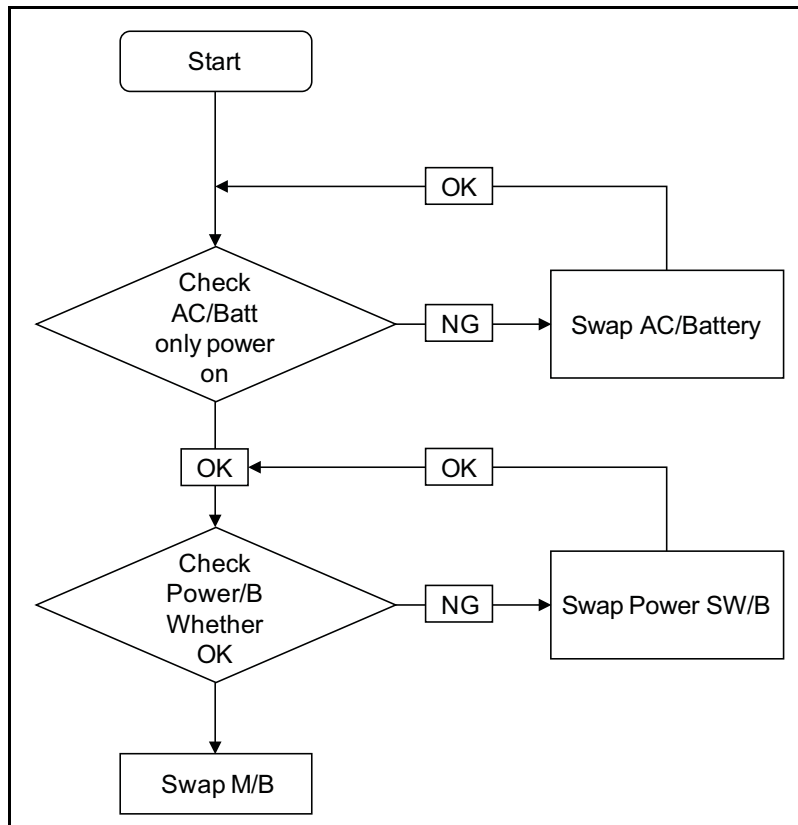 Start
OK
Check
AC/Batt
only power
on
NG
Swap AC/Battery
OK
OK
Check
Power/B
Whether
OK
NG
Swap Power SW/B
Swap M/B